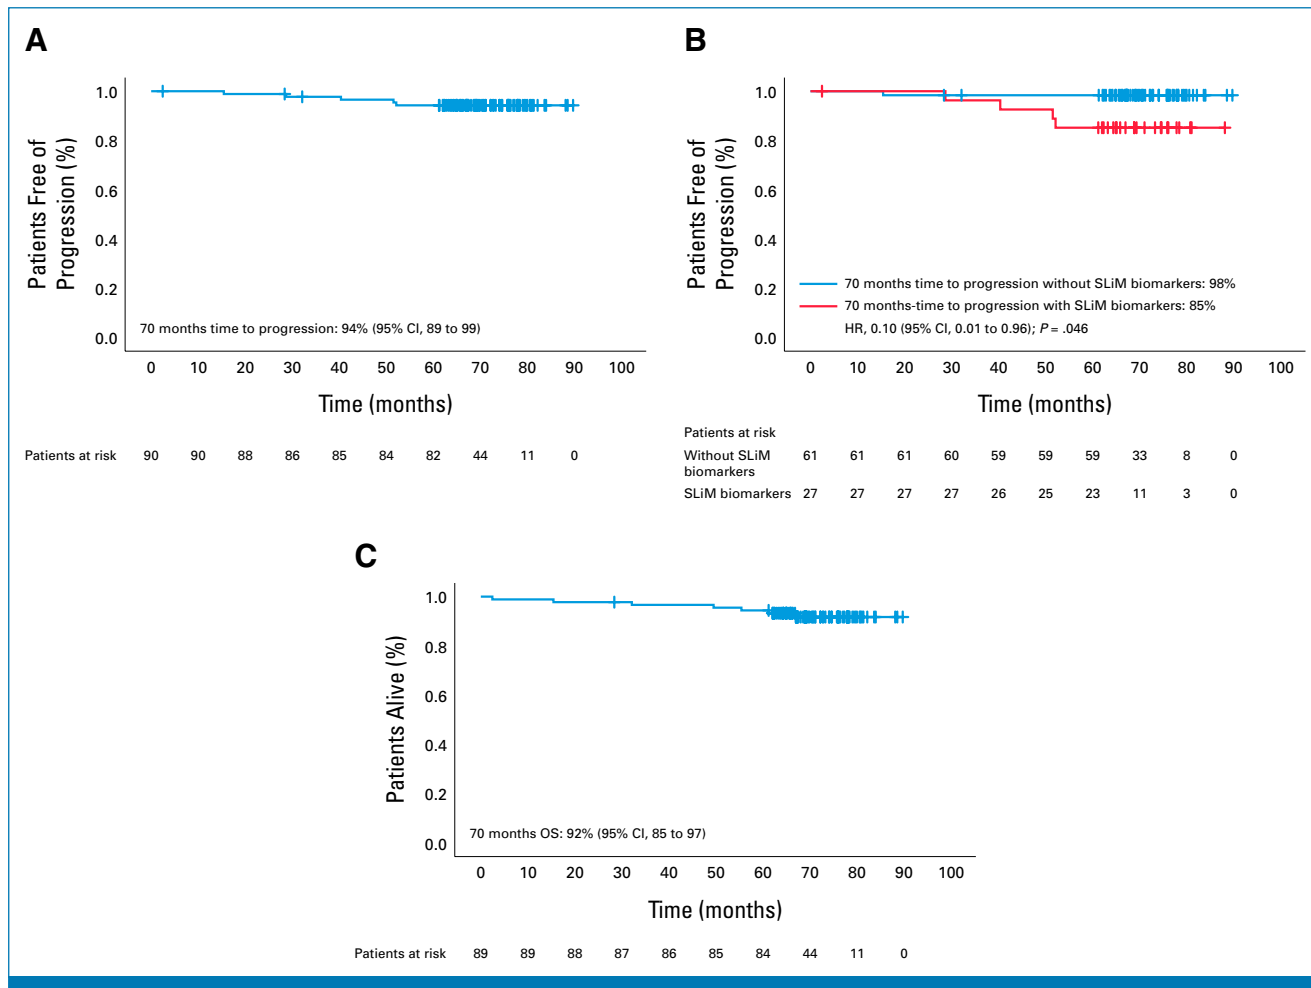 A
Patients Free of
Progression (%)
1.0
0.8
0.6
0.4
0.2
0.0
70 months time to progression: 94% (95% CI, 89 to 99)
0 10 20 30 40 50 60 70 80 90 100
Time (months)
Patients at risk 90 90 88 86 85 84 82 44 11 0
B
Patients Free of
Progression (%)
1.0
0.8
0.6
0.4
0.2
0.0
70 months time to progression without SLiM biomarkers: 98%
70 months-time to progression with SLiM biomarkers: 85%
HR, 0.10 (95% CI, 0.01 to 0.96); P = .046
0 10 20 30 40 50 60 70 80 90 100
Time (months)
Patients at risk
Without SLiM 61 61 61 60 59 59 59 33 8 0
biomarkers
SLiM biomarkers 27 27 27 27 26 25 23 11 3 0
C
Patients Alive (%)
1.0
0.8
0.6
0.4
0.2
0.0
70 months OS: 92% (95% CI, 85 to 97)
0 10 20 30 40 50 60 70 80 90 100
Time (months)
Patients at risk 89 89 88 87 86 85 84 44 11 0